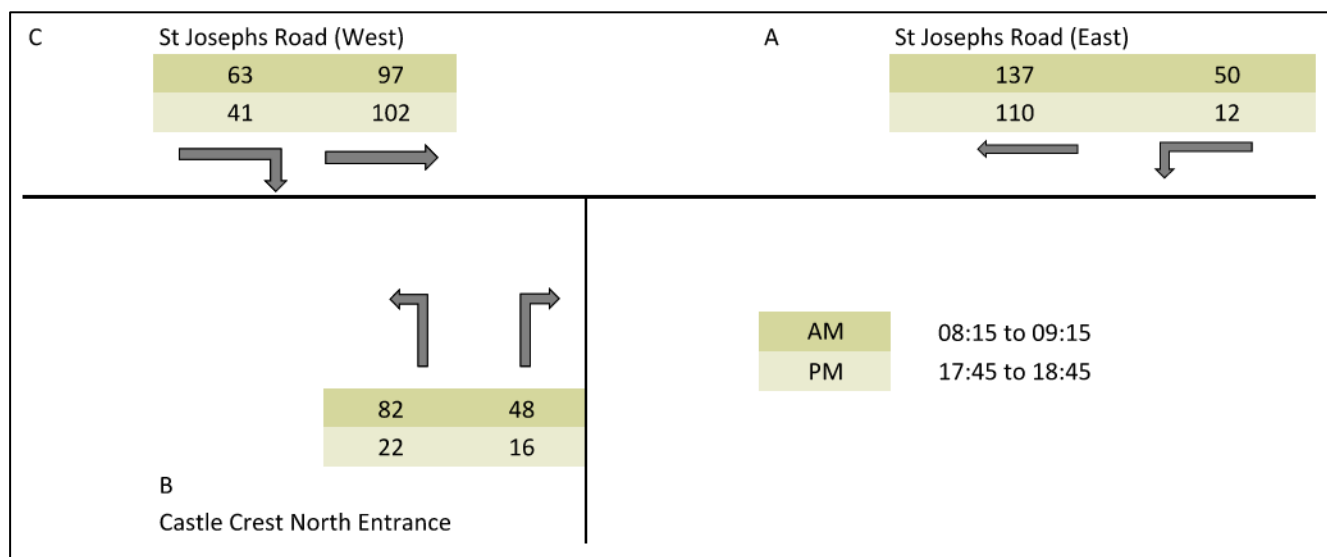 C St Josephs Road (West) A St Josephs Road (East)
63 97 137 50
41 102 110 12
AM 08:15 to 09:15
PM 17:45 to 18:45
82 48
22 16
B
Castle Crest North Entrance